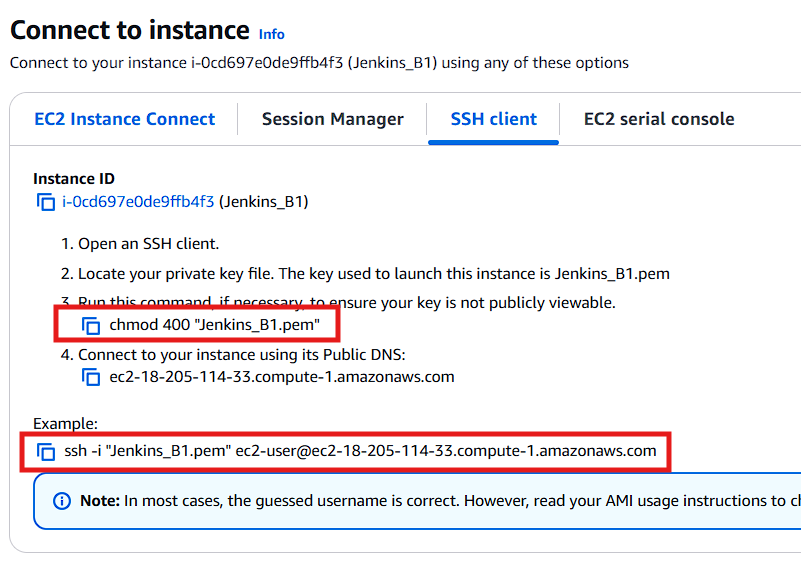 Connect to instance Info
Connect to your instance i-0cd697e0de9ffb4f3 (Jenkins_B1) using any of these options
EC2 Instance Connect Session Manager SSH client EC2 serial console
Instance ID
i-0cd697e0de9ffb4f3 (Jenkins_B1)
1. Open an SSH client.
2. Locate your private key file. The key used to launch this instance is Jenkins_B1.pem
3. Run this command, if necessary, to ensure your key is not publicly viewable.
chmod 400 "Jenkins_B1.pem"
4. Connect to your instance using its Public DNS:
ec2-18-205-114-33.compute-1.amazonaws.com
Example:
ssh -i "Jenkins_B1.pem" ec2-user@ec2-18-205-114-33.compute-1.amazonaws.com
Note: In most cases, the guessed username is correct. However, read your AMI usage instructions to